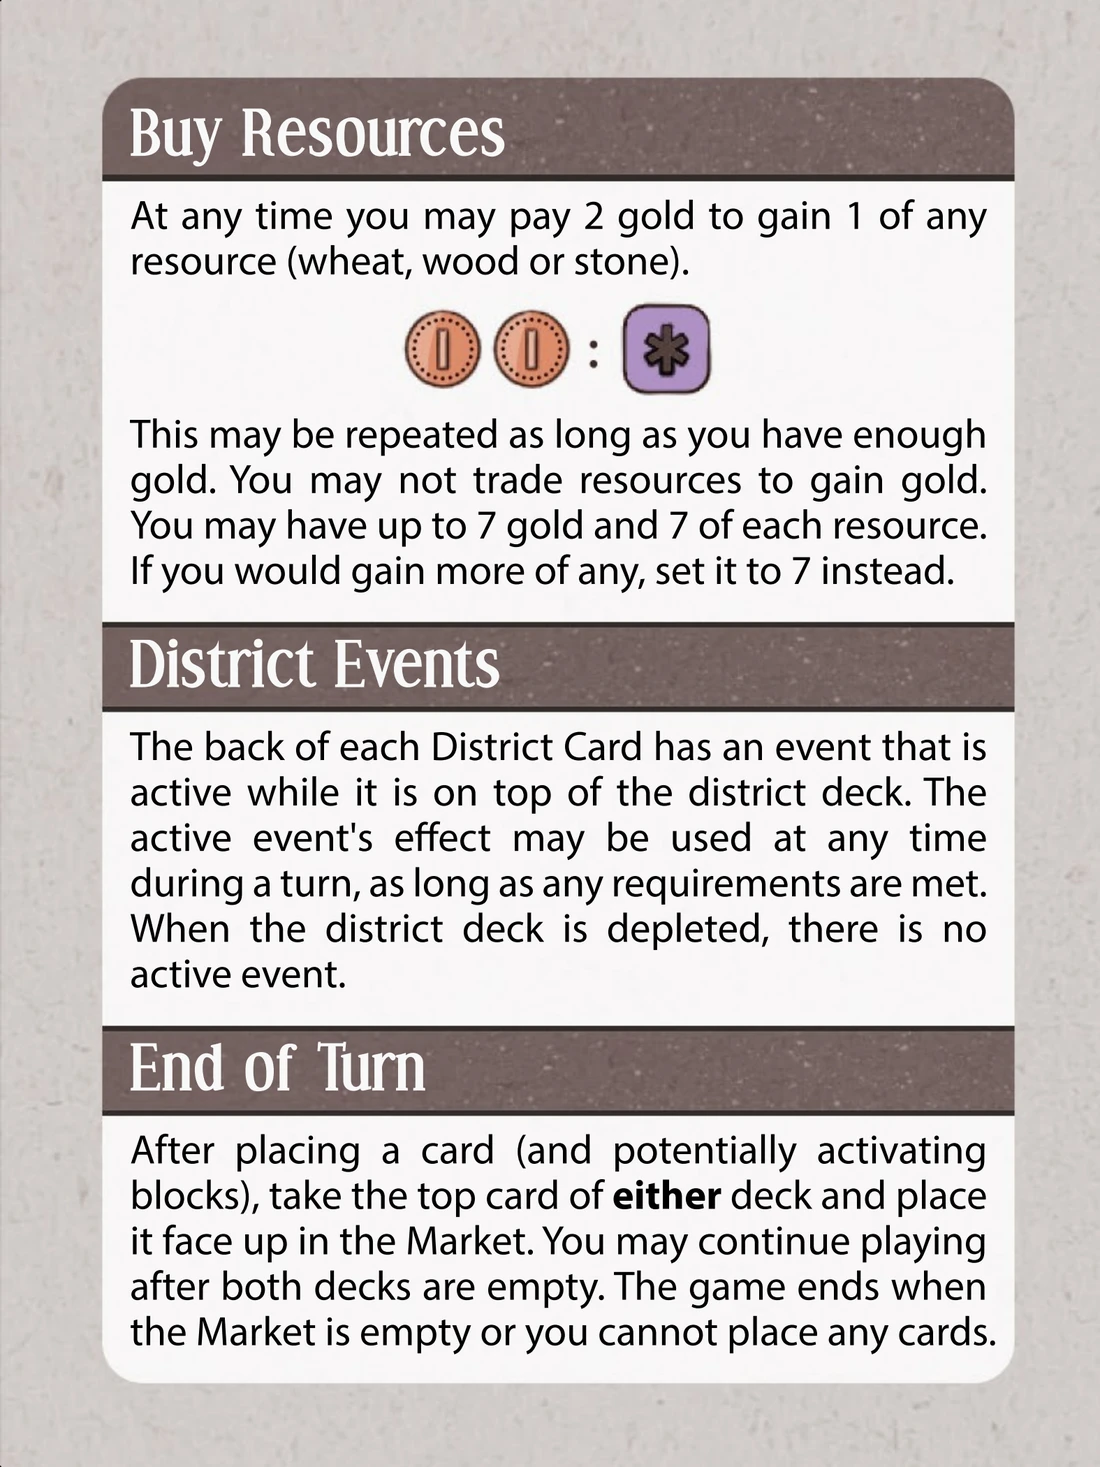 Buy Resources
At any time you may pay 2 gold to gain 1 of any
resource (wheat, wood or stone).
:
This may be repeated as long as you have enough
gold. You may not trade resources to gain gold.
You may have up to 7 gold and 7 of each resource.
If you would gain more of any, set it to 7 instead.
District Events
The back of each District Card has an event that is
active while it is on top of the district deck. The
active event's effect may be used at any time
during a turn, as long as any requirements are met.
When the district deck is depleted, there is no
active event.
End of Turn
After placing a card (and potentially activating
blocks), take the top card of either deck and place
it face up in the Market. You may continue playing
after both decks are empty. The game ends when
the Market is empty or you cannot place any cards.